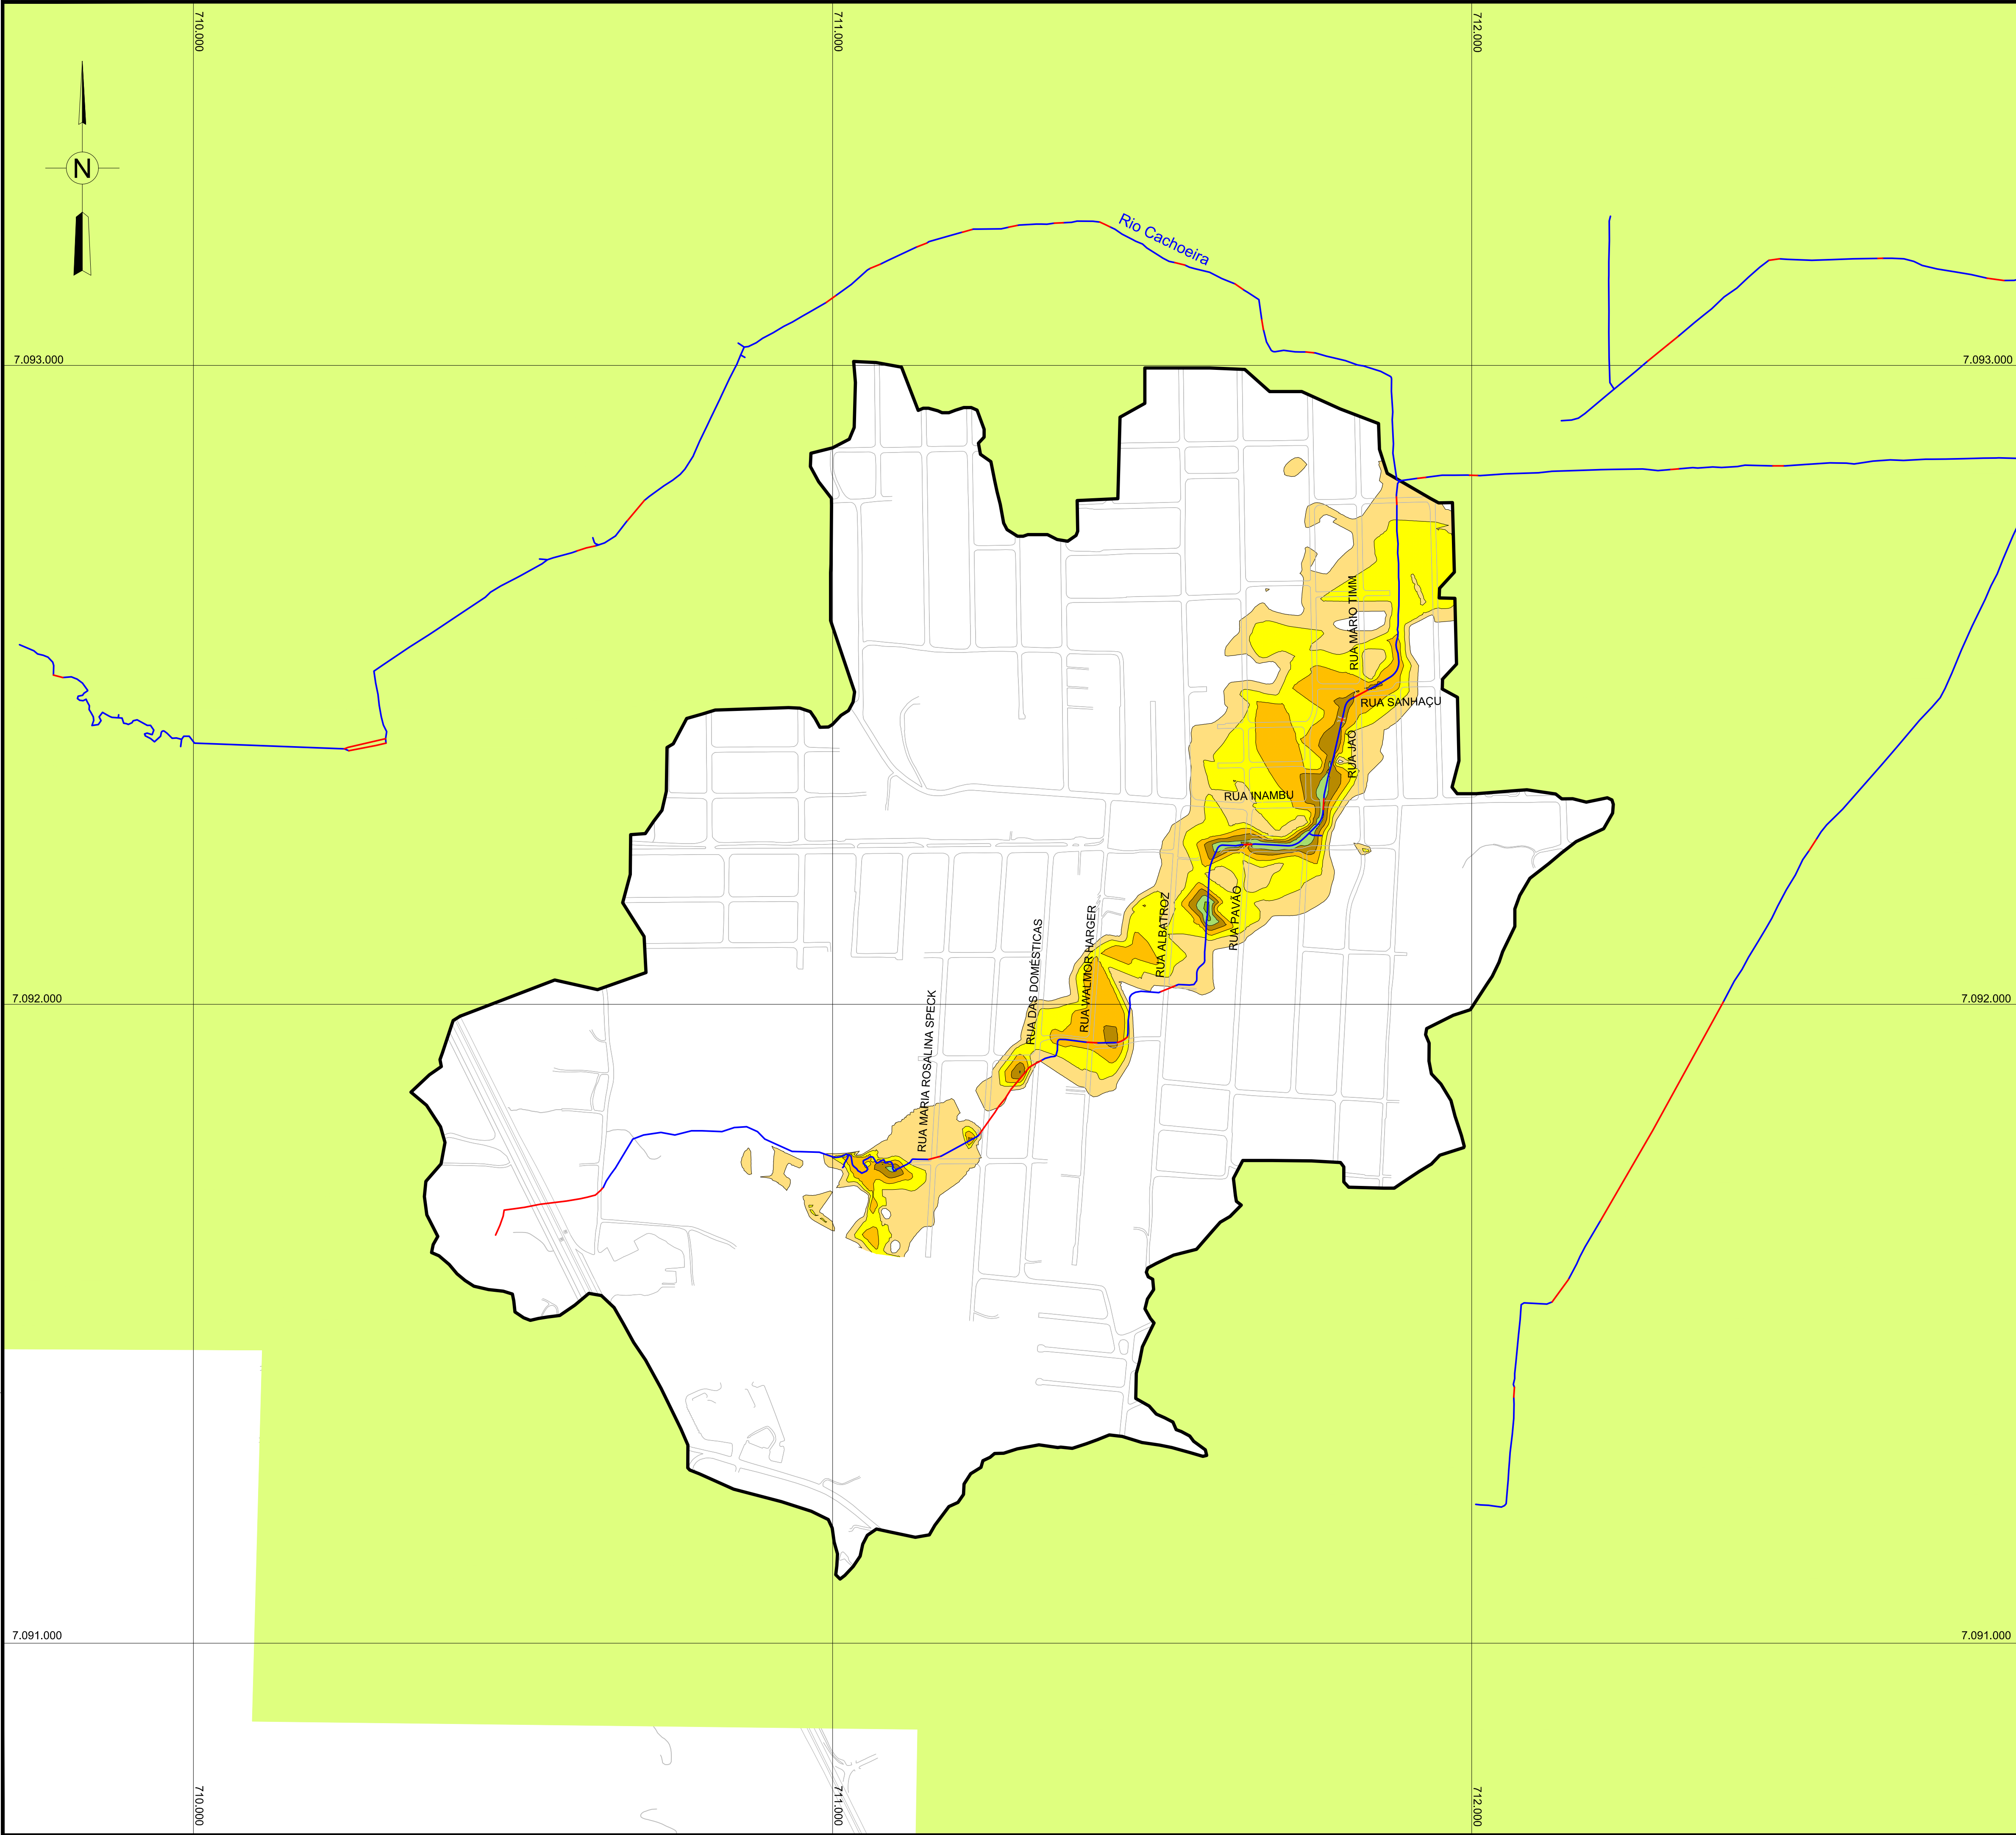 710.000
711.000
712.000
N
Rio Cachoeira
7.093.000
7.093.000
RUA MÁRIO TIMM
RUA SANHAÇU
RUA JAÓ
RUA INAMBU
RUA PAVÃO
RUA ALBATROZ
RUA WALMOR HARGER
RUA DAS DOMÉSTICAS
RUA MARIA ROSALINA SPECK
7.092.000
7.092.000
7.091.000
7.091.000
710.000
711.000
712.000